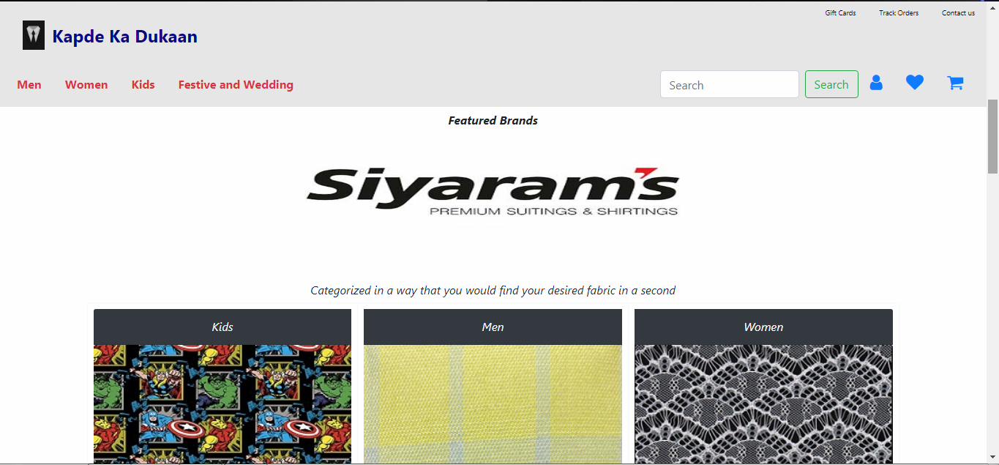 Gift Cards Track Orders Contact us
Kapde Ka Dukaan
Men Women Kids Festive and Wedding Search Search
Featured Brands
Siyaram's
PREMIUM SUITINGS & SHIRTINGS
Categorized in a way that you would find your desired fabric in a second
Kids Men Women